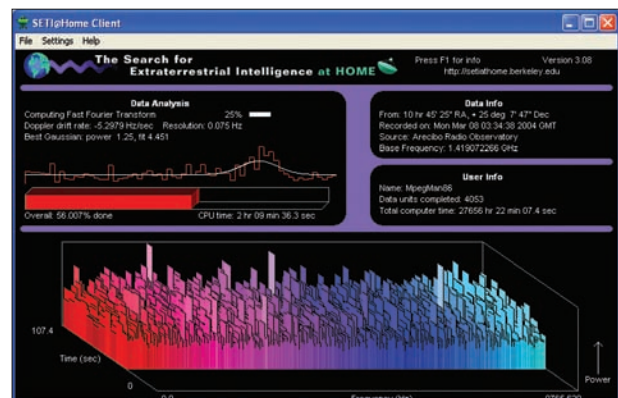 SETI@Home Client
File Settings Help
The Search for
Extraterrestrial Intelligence at HOME
Press F1 for info Version 3.08
http://setiathome.berkeley.edu
Data Analysis
Computing Fast Fourier Transform 25%
Doppler drift rate: -5.2979 Hz/sec Resolution: 0.075 Hz
Best Gaussian: power 1.25, fit 4.451
Overall: 56.007% done CPU time: 2 hr 09 min 36.3 sec
Data Info
From: 10 hr 45' 25" RA, + 25 deg 7' 47" Dec
Recorded on: Mon Mar 08 03:34:38 2004 GMT
Source: Arecibo Radio Observatory
Base Frequency: 1.419072266 GHz
User Info
Name: MpegMan86
Data units completed: 4053
Total computer time: 27656 hr 22 min 07.4 sec
107.4
Time (sec)
0
Power